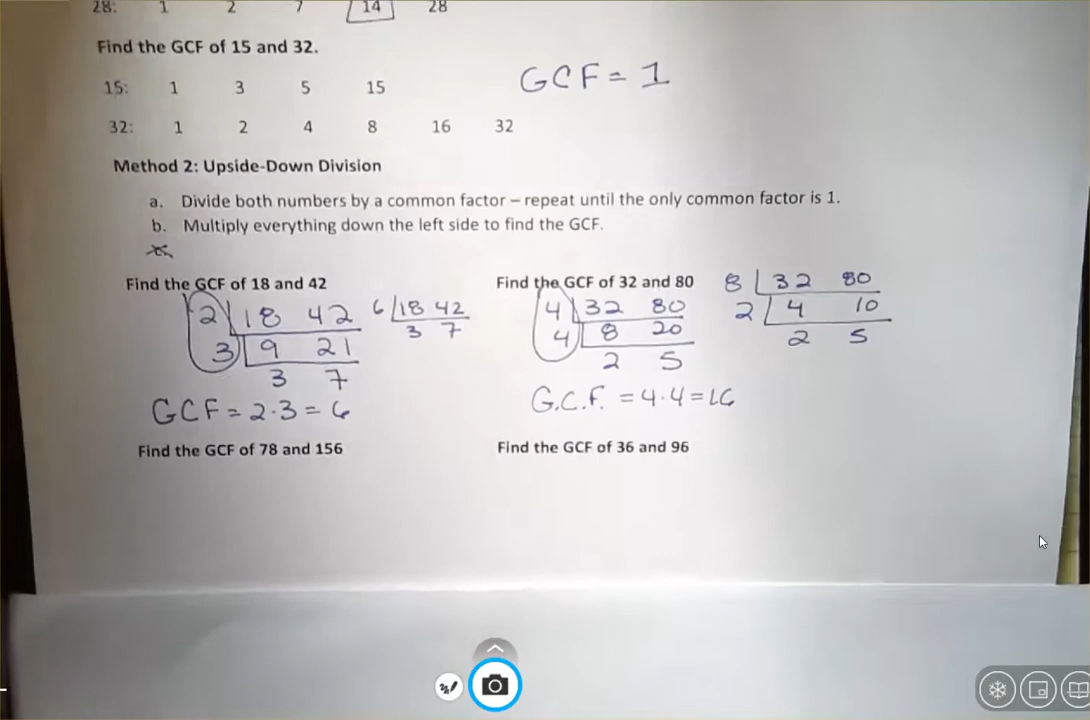 28: 1 2 7 14 28
Find the GCF of 15 and 32.
15: 1 3 5 15
GCF = 1
32: 1 2 4 8 16 32
Method 2: Upside-Down Division
a. Divide both numbers by a common factor – repeat until the only common factor is 1.
b. Multiply everything down the left side to find the GCF.
Find the GCF of 18 and 42
2 18 42
3 9 21
3 7
6 18 42
3 7
GCF = 2·3 = 6
Find the GCF of 32 and 80
4 32 80
4 8 20
2 5
8 32 80
2 4 10
2 5
G.C.F. = 4·4 = 16
Find the GCF of 78 and 156
Find the GCF of 36 and 96